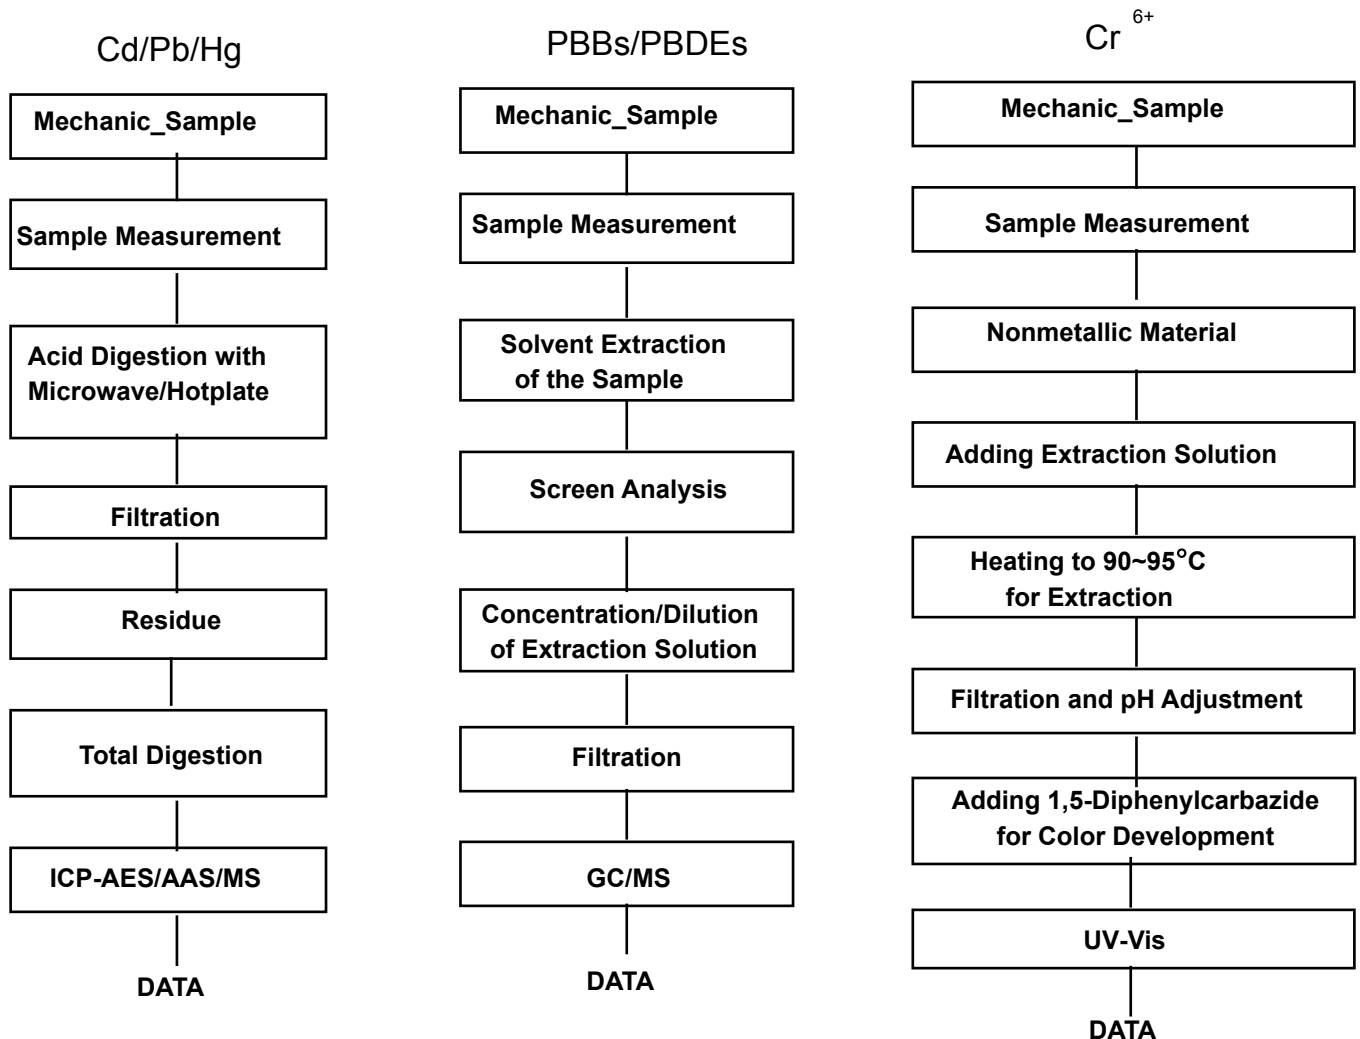 Cd/Pb/Hg
Mechanic_Sample
Sample Measurement
Acid Digestion with
Microwave/Hotplate
Filtration
Residue
Total Digestion
ICP-AES/AAS/MS
DATA
PBBs/PBDEs
Mechanic_Sample
Sample Measurement
Solvent Extraction
of the Sample
Screen Analysis
Concentration/Dilution
of Extraction Solution
Filtration
GC/MS
DATA
Cr 6+
Mechanic_Sample
Sample Measurement
Nonmetallic Material
Adding Extraction Solution
Heating to 90~95°C
for Extraction
Filtration and pH Adjustment
Adding 1,5-Diphenylcarbazide
for Color Development
UV-Vis
DATA